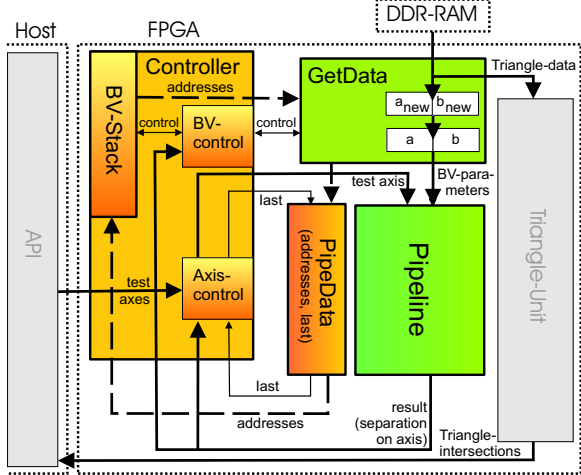 Host
FPGA
DDR-RAM
Controller
addresses
GetData
Triangle-data
a new b new
a b
BV-Stack
control
BV-
control
control
test axis
BV-para-
meters
last
API
test
axes
Axis-
control
PipeData
(addresses, last)
Pipeline
Triangle-Unit
last
addresses
result
(separation
on axis)
Triangle-
intersections